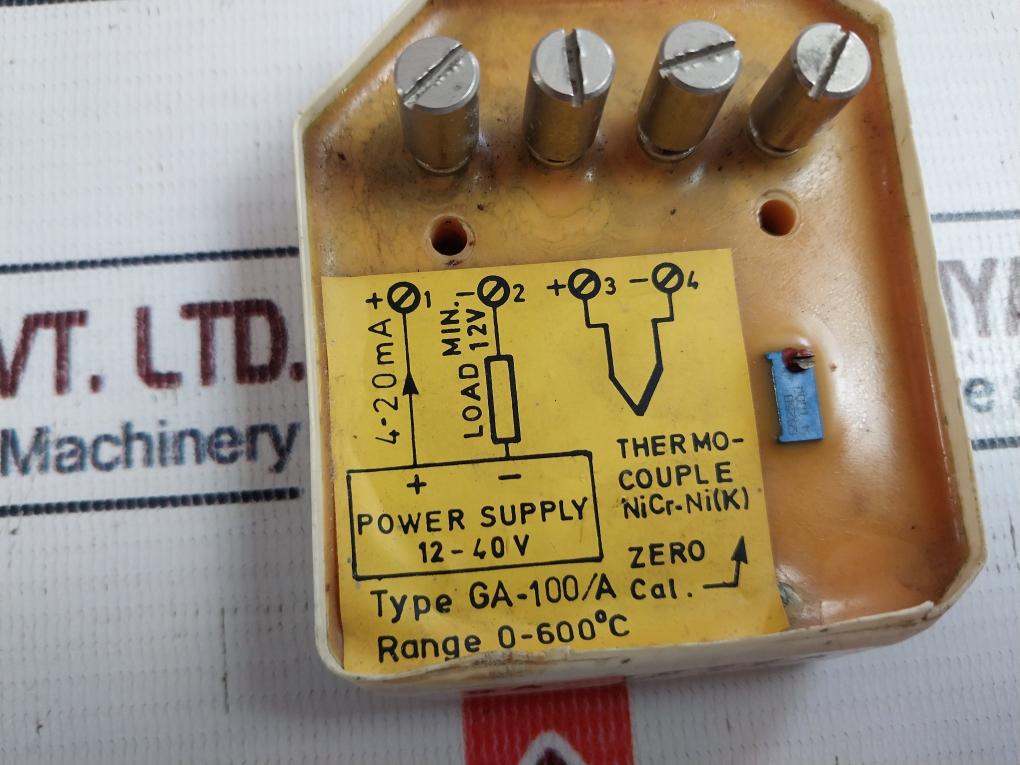 + 1 - 2 + 3 - 4
4-20mA
LOAD MIN.
12V
+ -
POWER SUPPLY
12-40V
THERMO-
COUPLE
NiCr-Ni(K)
ZERO
Cal.
Type GA-100/A
Range 0-600°C
VT. LTD.
Machinery